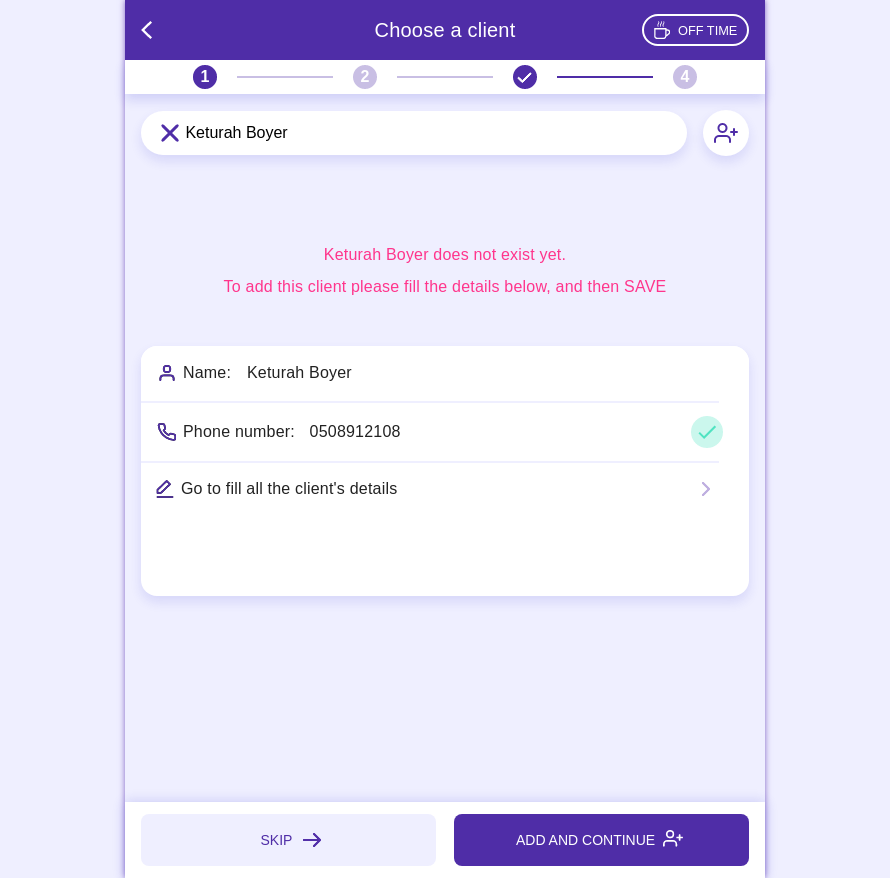 Choose a client
OFF TIME
1
2
4
Keturah Boyer
Keturah Boyer does not exist yet.
To add this client please fill the details below, and then SAVE
Name: Keturah Boyer
Phone number: 0508912108
Go to fill all the client's details
SKIP
ADD AND CONTINUE